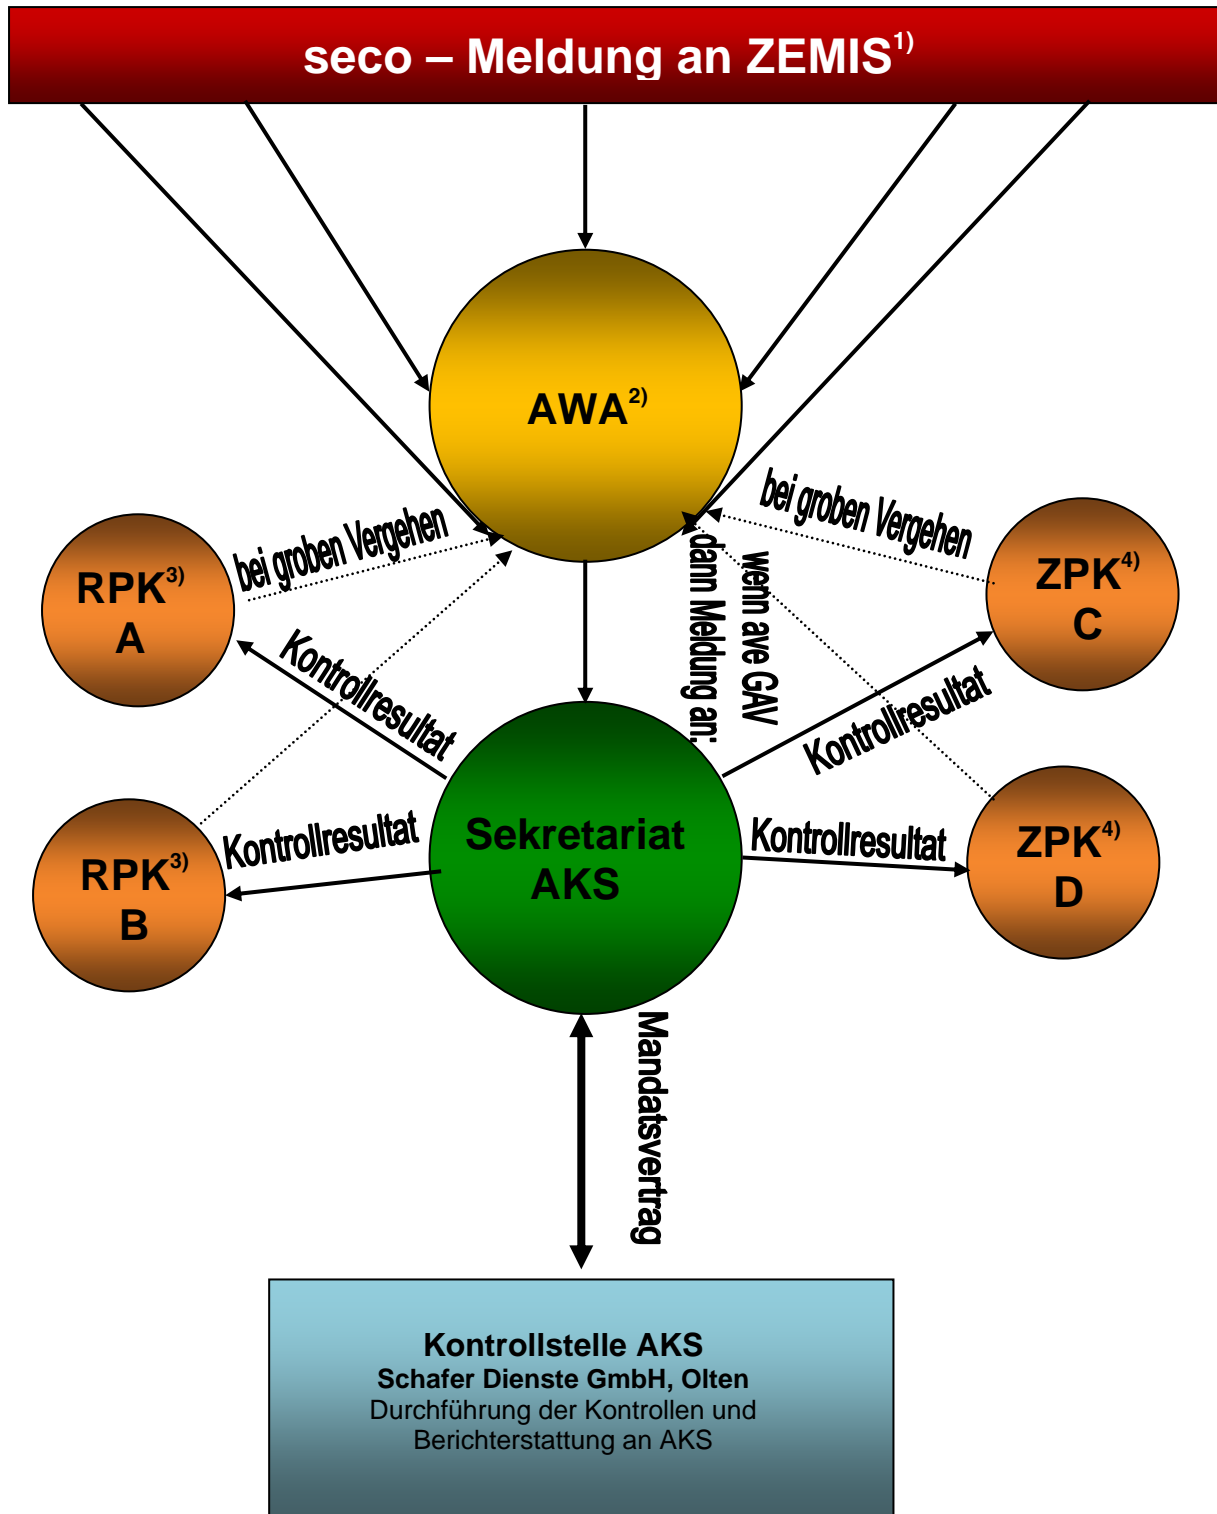 seco – Meldung an ZEMIS1)
AWA2)
bei groben Vergehen
bei groben Vergehen
RPK3)
A
ZPK4)
C
wenn ave GAV
dann Meldung an:
Kontrollresultat
Kontrollresultat
RPK3)
B
Kontrollresultat
Sekretariat
AKS
Kontrollresultat
ZPK4)
D
Mandatsvertrag
Kontrollstelle AKS
Schafer Dienste GmbH, Olten
Durchführung der Kontrollen und
Berichterstattung an AKS